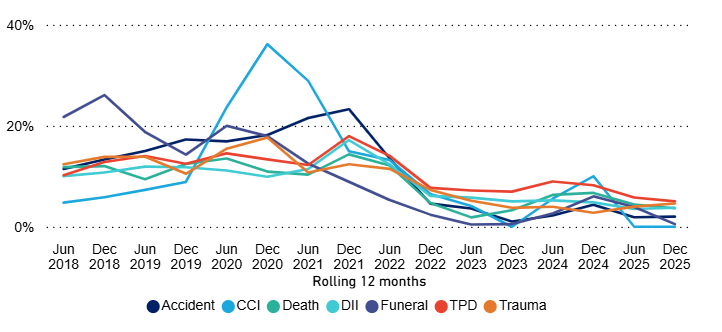 40%
20%
0%
Jun Dec Jun Dec Jun Dec Jun Dec Jun Dec Jun Dec Jun Dec Jun Dec
2018 2018 2019 2019 2020 2020 2021 2021 2022 2022 2023 2023 2024 2024 2025 2025
Rolling 12 months
Accident CCI Death DII Funeral TPD Trauma